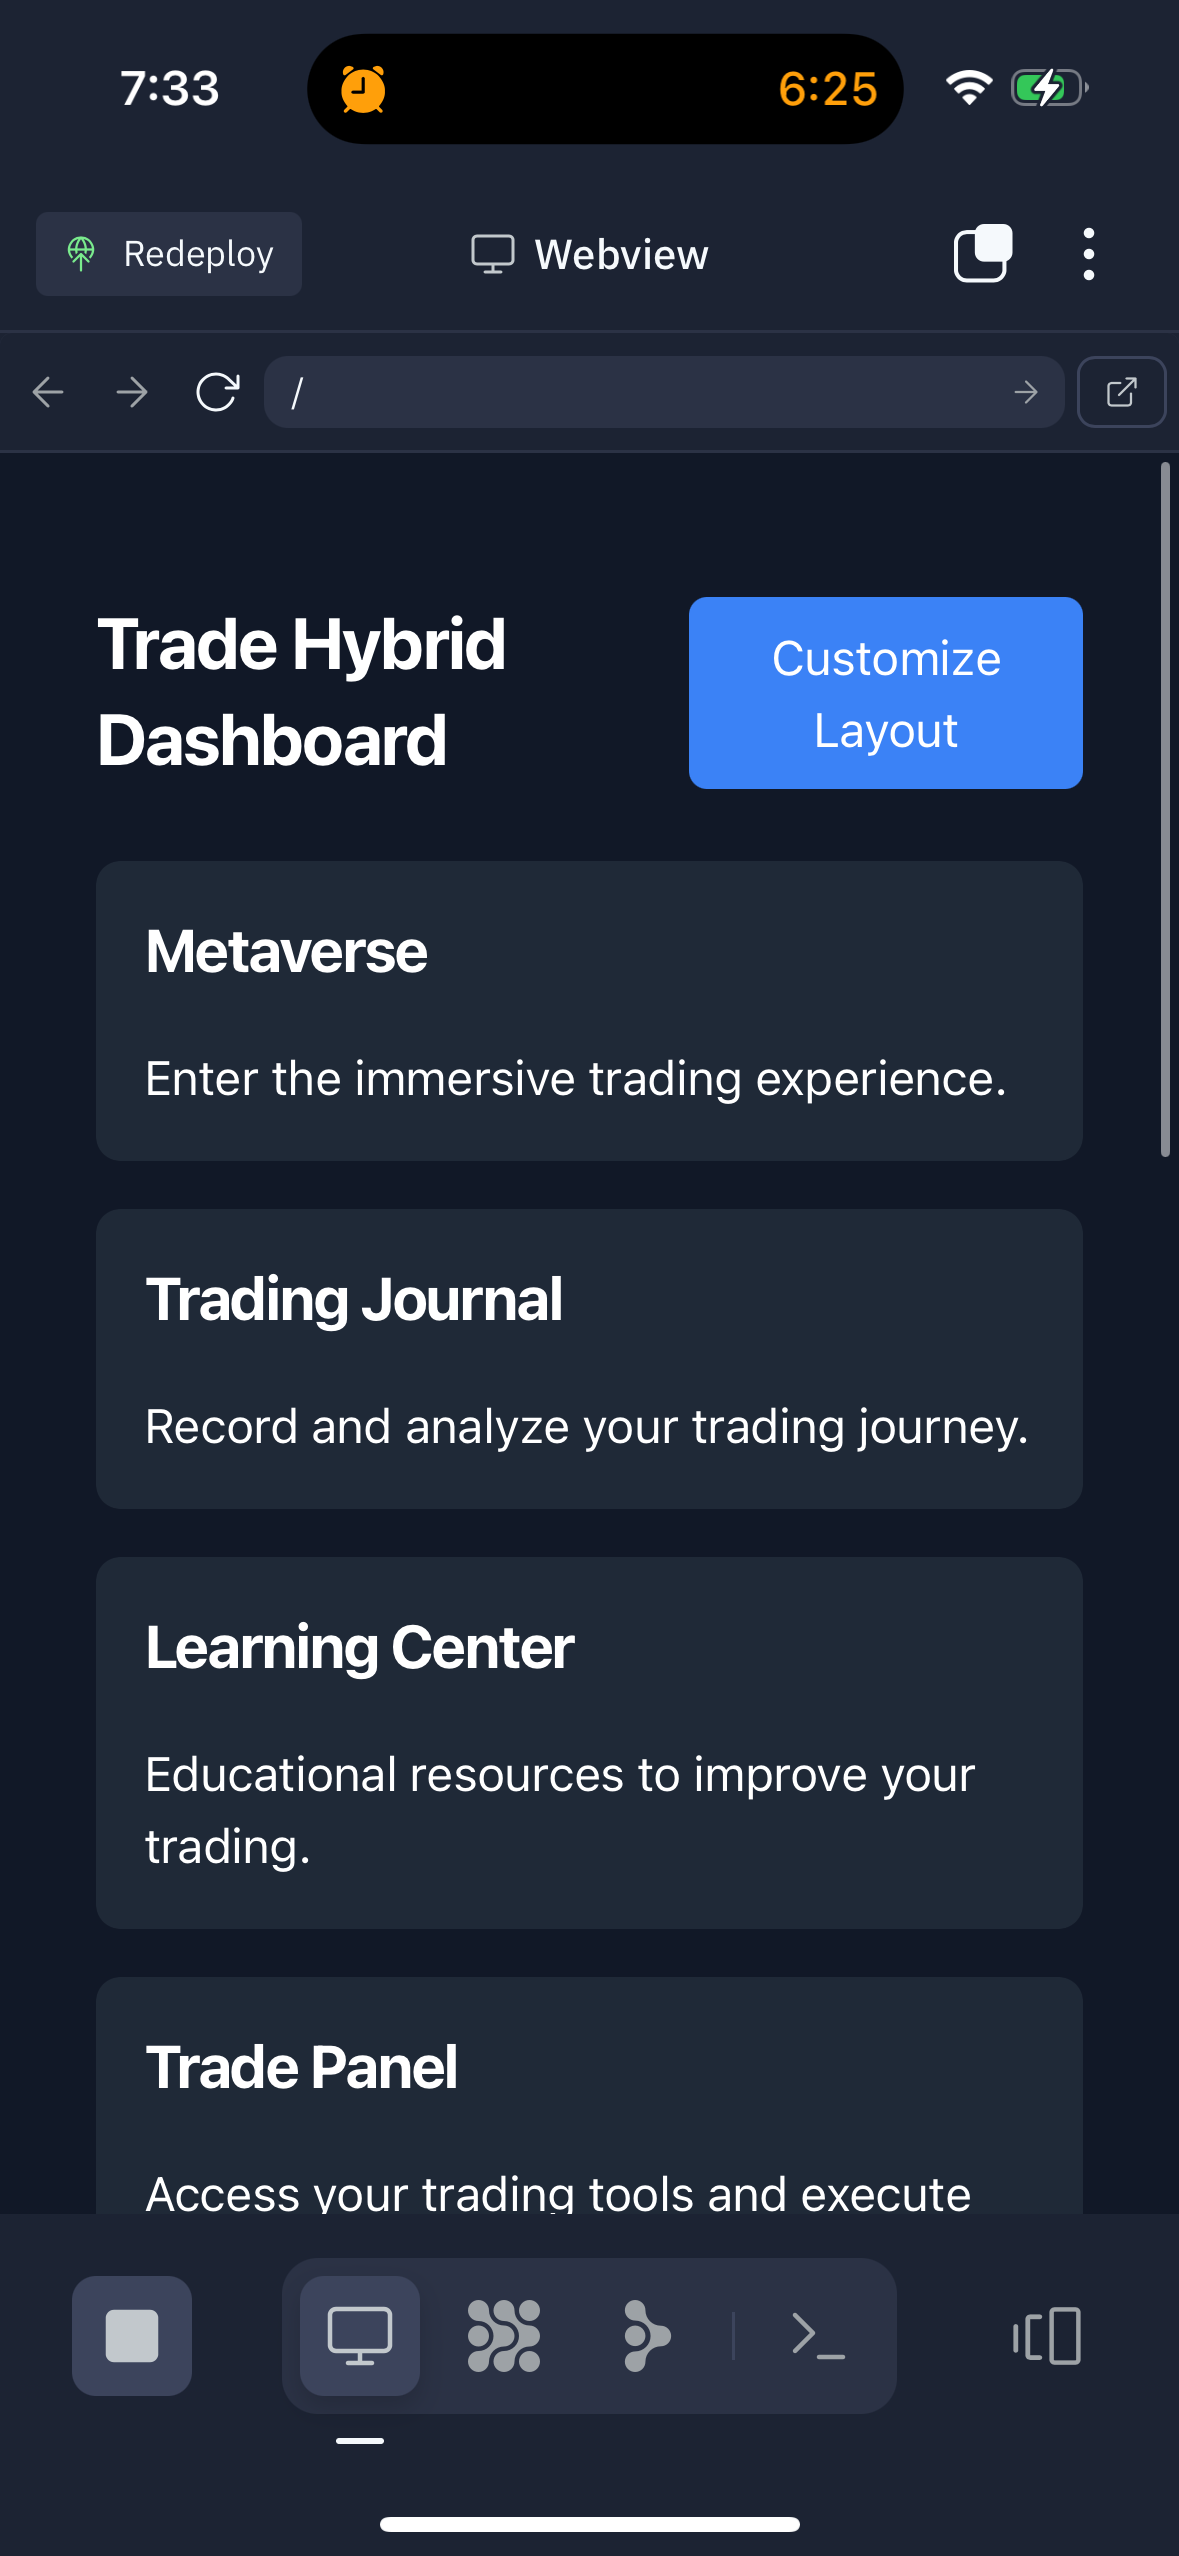 7:33
6:25
Redeploy
Webview
/
Trade Hybrid
Dashboard
Customize
Layout
Metaverse
Enter the immersive trading experience.
Trading Journal
Record and analyze your trading journey.
Learning Center
Educational resources to improve your
trading.
Trade Panel
Access your trading tools and execute